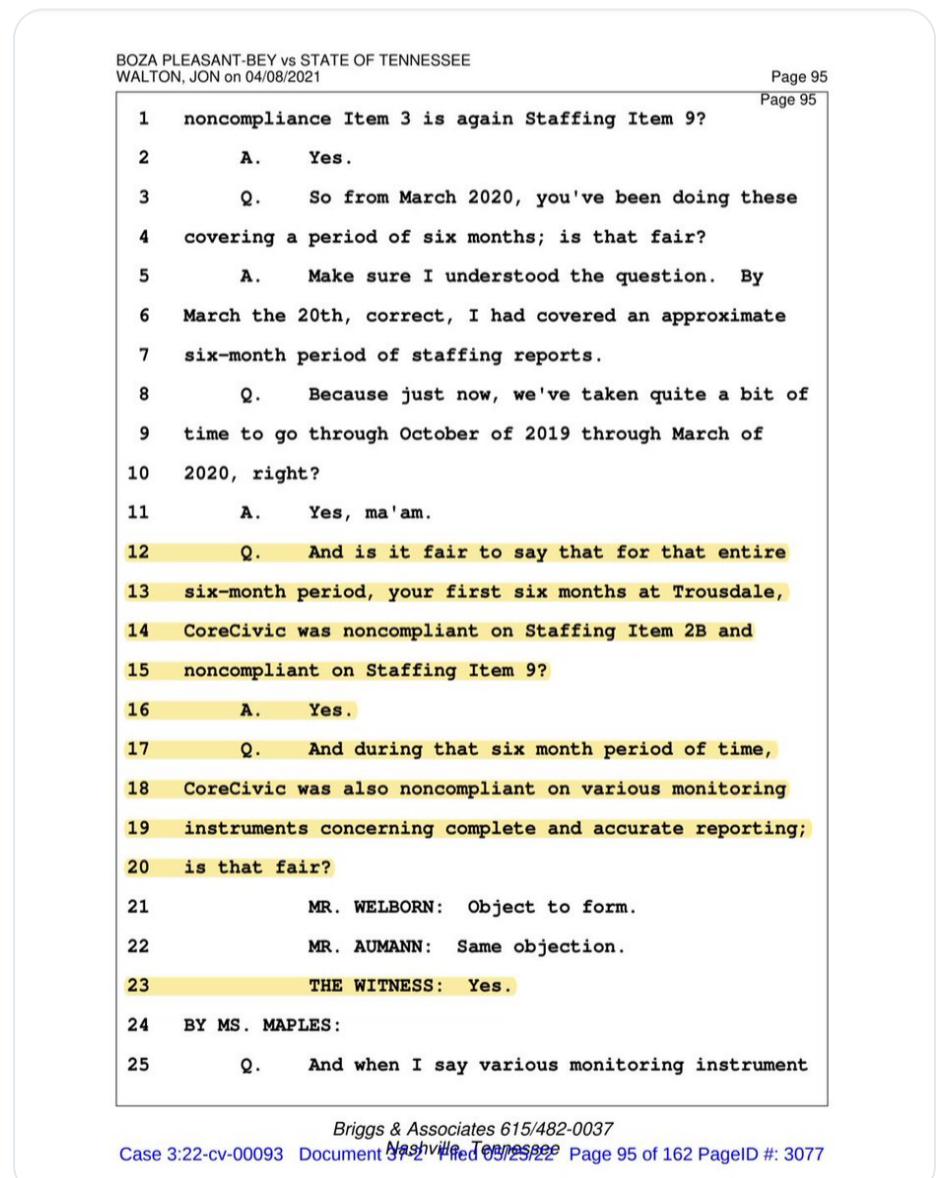 BOZA PLEASANT-BEY vs STATE OF TENNESSEE
WALTON, JON on 04/08/2021 Page 95
Page 95
1 noncompliance Item 3 is again Staffing Item 9?
2 A. Yes.
3 Q. So from March 2020, you've been doing these
4 covering a period of six months; is that fair?
5 A. Make sure I understood the question. By
6 March the 20th, correct, I had covered an approximate
7 six-month period of staffing reports.
8 Q. Because just now, we've taken quite a bit of
9 time to go through October of 2019 through March of
10 2020, right?
11 A. Yes, ma'am.
12 Q. And is it fair to say that for that entire
13 six-month period, your first six months at Trousdale,
14 CoreCivic was noncompliant on Staffing Item 2B and
15 noncompliant on Staffing Item 9?
16 A. Yes.
17 Q. And during that six month period of time,
18 CoreCivic was also noncompliant on various monitoring
19 instruments concerning complete and accurate reporting;
20 is that fair?
21 MR. WELBORN: Object to form.
22 MR. AUMANN: Same objection.
23 THE WITNESS: Yes.
24 BY MS. MAPLES:
25 Q. And when I say various monitoring instrument
Briggs & Associates 615/482-0037
Nashville, Tennessee
Case 3:22-cv-00093 Document Filed Page 95 of 162 PageID #: 3077